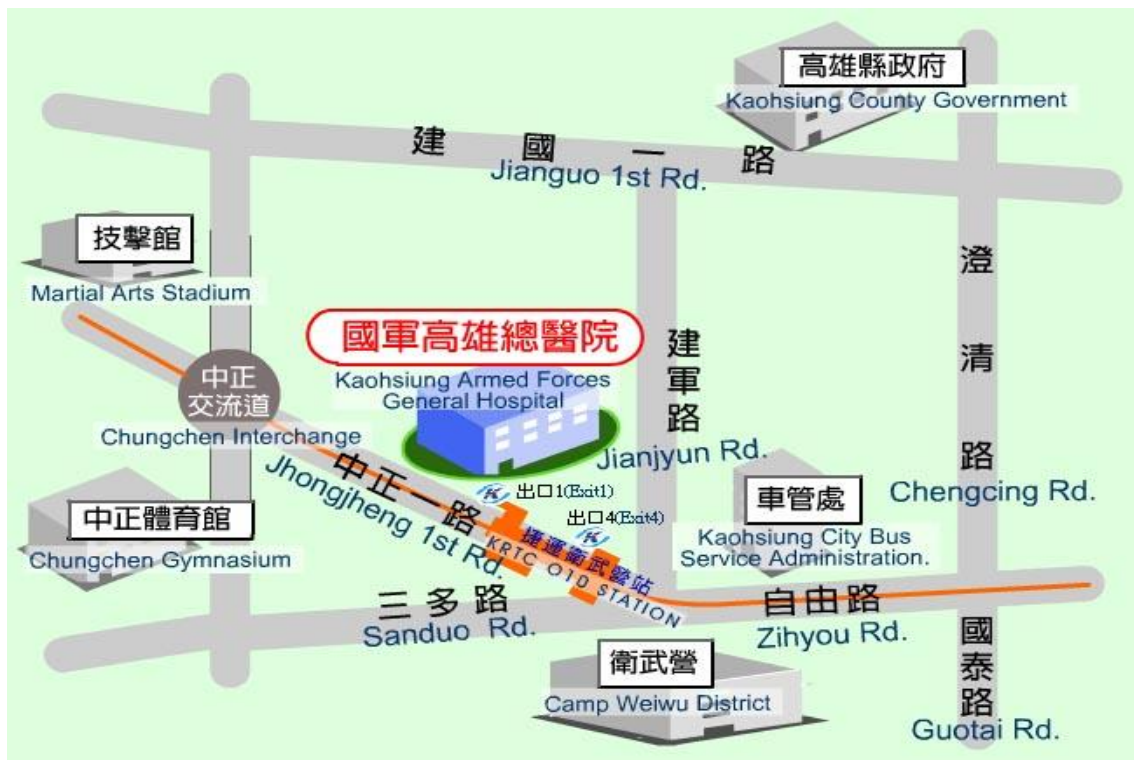 高雄縣政府
Kaohsiung County Government
建國一路
Jianguo 1st Rd.
技擊館
Martial Arts Stadium
澄清路
Chengcing Rd.
國軍高雄總醫院
Kaohsiung Armed Forces
General Hospital
建軍路
Jianjyun Rd.
中正
交流道
Chungchen Interchange
中正一路
Jhongjheng 1st Rd.
出口1(Exit1)
出口4(Exit4)
捷運衛武營站
KRTC O10 STATION
車管處
Kaohsiung City Bus
Service Administration.
中正體育館
Chungchen Gymnasium
三多路
Sanduo Rd.
自由路
Zihyou Rd.
衛武營
Camp Weiwu District
國泰路
Guotai Rd.